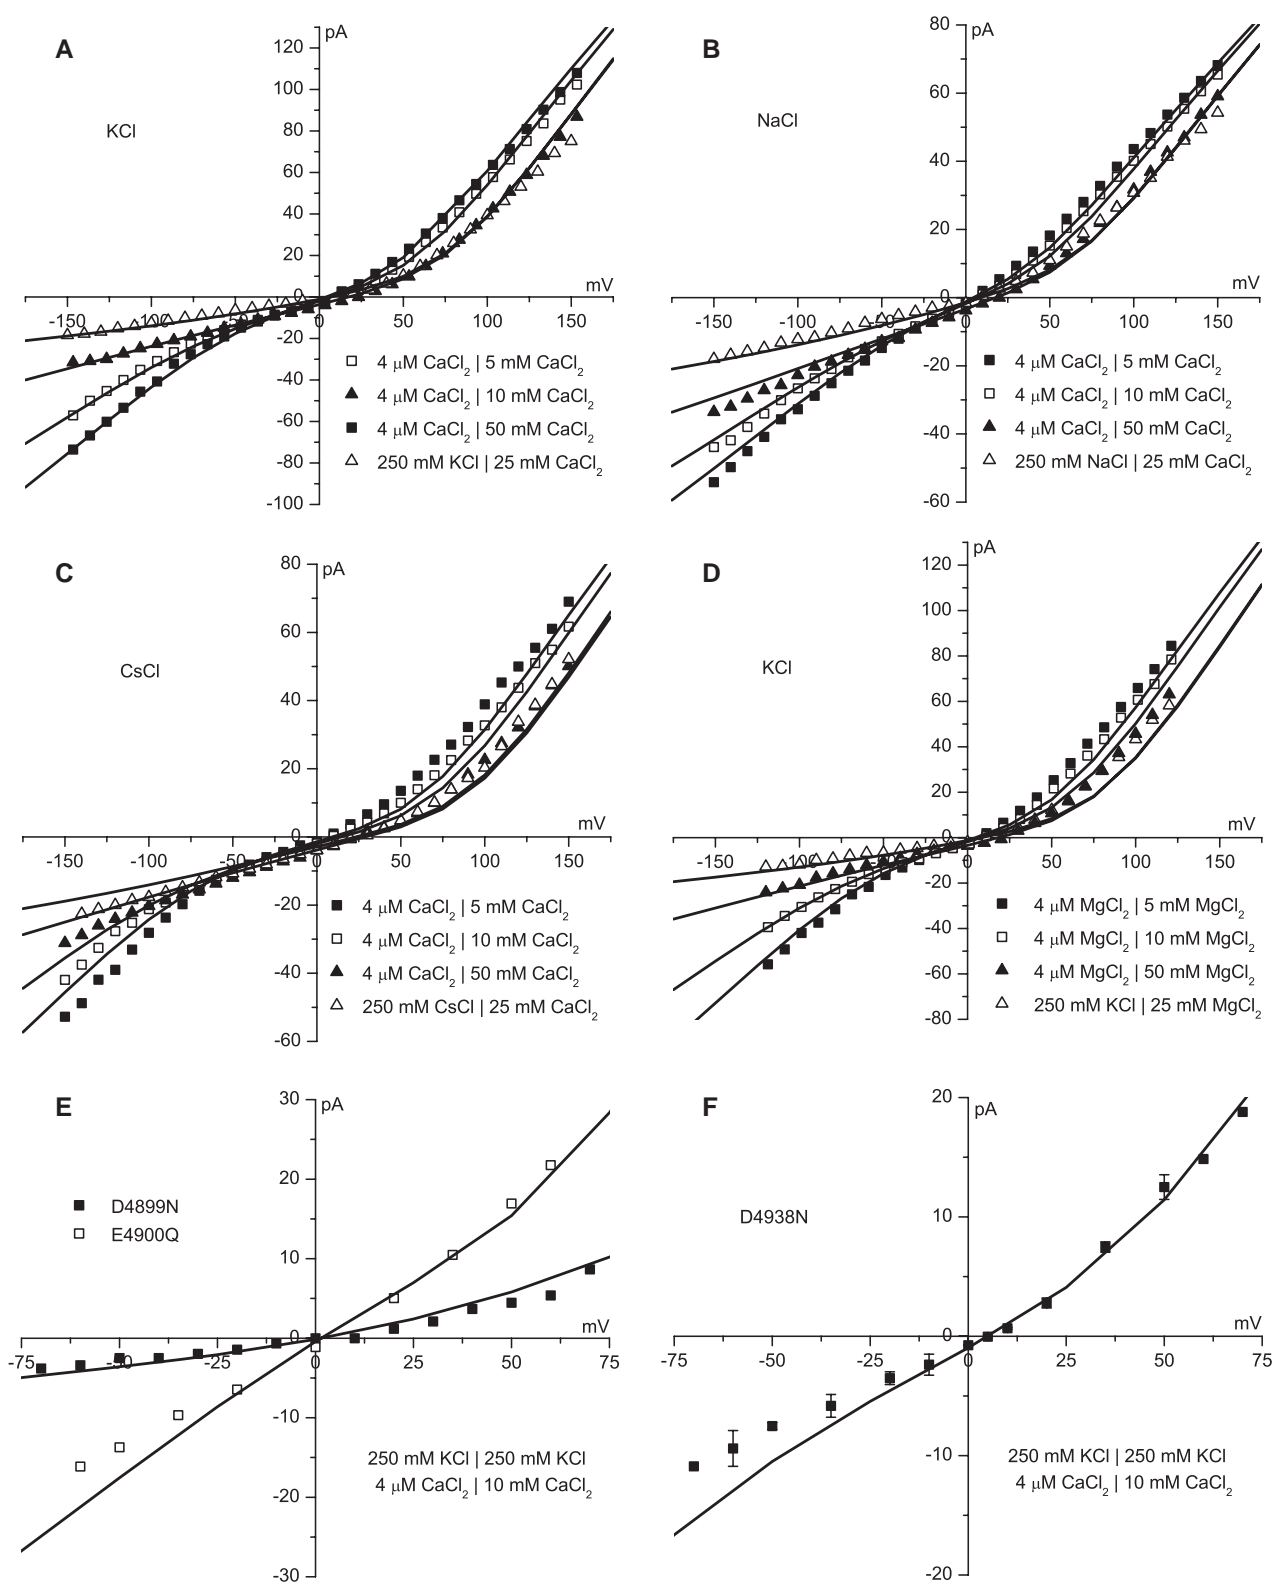 A
pA
KCl
120
100
80
60
40
20
0
mV
-150 -100 -50 0 50 100 150
-20
-40
-60
-80
-100
4 μM CaCl2 | 5 mM CaCl2
4 μM CaCl2 | 10 mM CaCl2
4 μM CaCl2 | 50 mM CaCl2
250 mM KCl | 25 mM CaCl2
B
pA
NaCl
80
60
40
20
0
mV
-150 -100 -50 0 50 100 150
-20
-40
-60
4 μM CaCl2 | 5 mM CaCl2
4 μM CaCl2 | 10 mM CaCl2
4 μM CaCl2 | 50 mM CaCl2
250 mM NaCl | 25 mM CaCl2
C
pA
CsCl
80
60
40
20
0
mV
-150 -100 -50 0 50 100 150
-20
-40
-60
4 μM CaCl2 | 5 mM CaCl2
4 μM CaCl2 | 10 mM CaCl2
4 μM CaCl2 | 50 mM CaCl2
250 mM CsCl | 25 mM CaCl2
D
pA
KCl
120
100
80
60
40
20
0
mV
-150 -100 -50 0 50 100 150
-20
-40
-60
-80
4 μM MgCl2 | 5 mM MgCl2
4 μM MgCl2 | 10 mM MgCl2
4 μM MgCl2 | 50 mM MgCl2
250 mM KCl | 25 mM MgCl2
E
pA
30
20
10
0
mV
D4899N
E4900Q
-75 -50 -25 0 25 50 75
-10
-20
-30
250 mM KCl | 250 mM KCl
4 μM CaCl2 | 10 mM CaCl2
F
pA
20
10
0
mV
D4938N
-75 -50 -25 0 25 50 75
-10
-20
250 mM KCl | 250 mM KCl
4 μM CaCl2 | 10 mM CaCl2